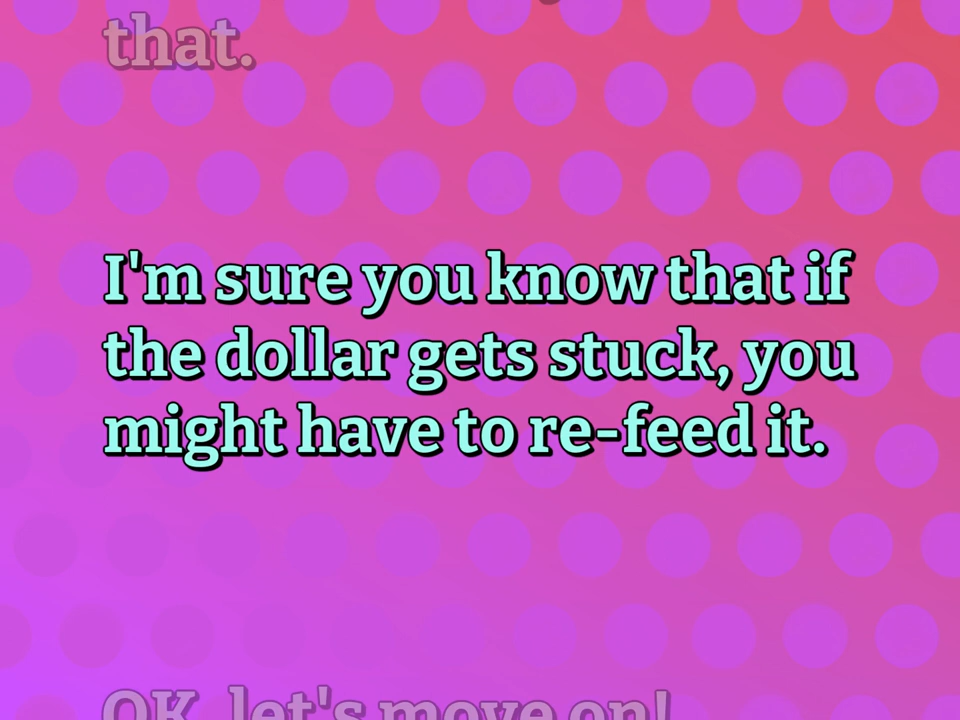 that.
I'm sure you know that if
the dollar gets stuck, you
might have to re-feed it.
OK, let's move on!